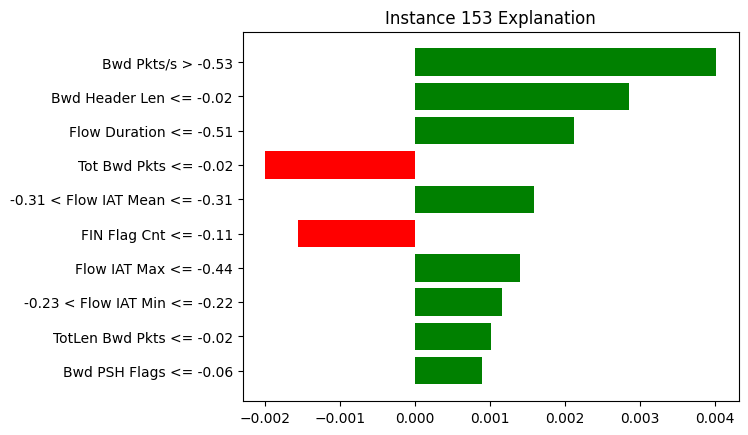 Instance 153 Explanation
Bwd Pkts/s > -0.53
Bwd Header Len <= -0.02
Flow Duration <= -0.51
Tot Bwd Pkts <= -0.02
-0.31 < Flow IAT Mean <= -0.31
FIN Flag Cnt <= -0.11
Flow IAT Max <= -0.44
-0.23 < Flow IAT Min <= -0.22
TotLen Bwd Pkts <= -0.02
Bwd PSH Flags <= -0.06
−0.002 −0.001 0.000 0.001 0.002 0.003 0.004